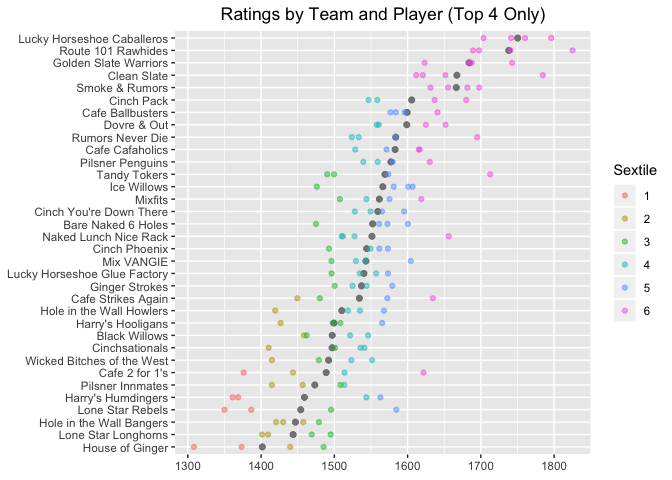 Ratings by Team and Player (Top 4 Only)
Lucky Horseshoe Caballeros
Route 101 Rawhides
Golden Slate Warriors
Clean Slate
Smoke & Rumors
Cinch Pack
Cafe Ballbusters
Dovre & Out
Rumors Never Die
Cafe Cafaholics
Pilsner Penguins
Tandy Tokers
Ice Willows
Mixfits
Cinch You're Down There
Bare Naked 6 Holes
Naked Lunch Nice Rack
Cinch Phoenix
Mix VANGIE
Lucky Horseshoe Glue Factory
Ginger Strokes
Cafe Strikes Again
Hole in the Wall Howlers
Harry's Hooligans
Black Willows
Cinchsationals
Wicked Bitches of the West
Cafe 2 for 1's
Pilsner Innmates
Harry's Humdingers
Lone Star Rebels
Hole in the Wall Bangers
Lone Star Longhorns
House of Ginger
1300 1400 1500 1600 1700 1800
Sextile
1
2
3
4
5
6